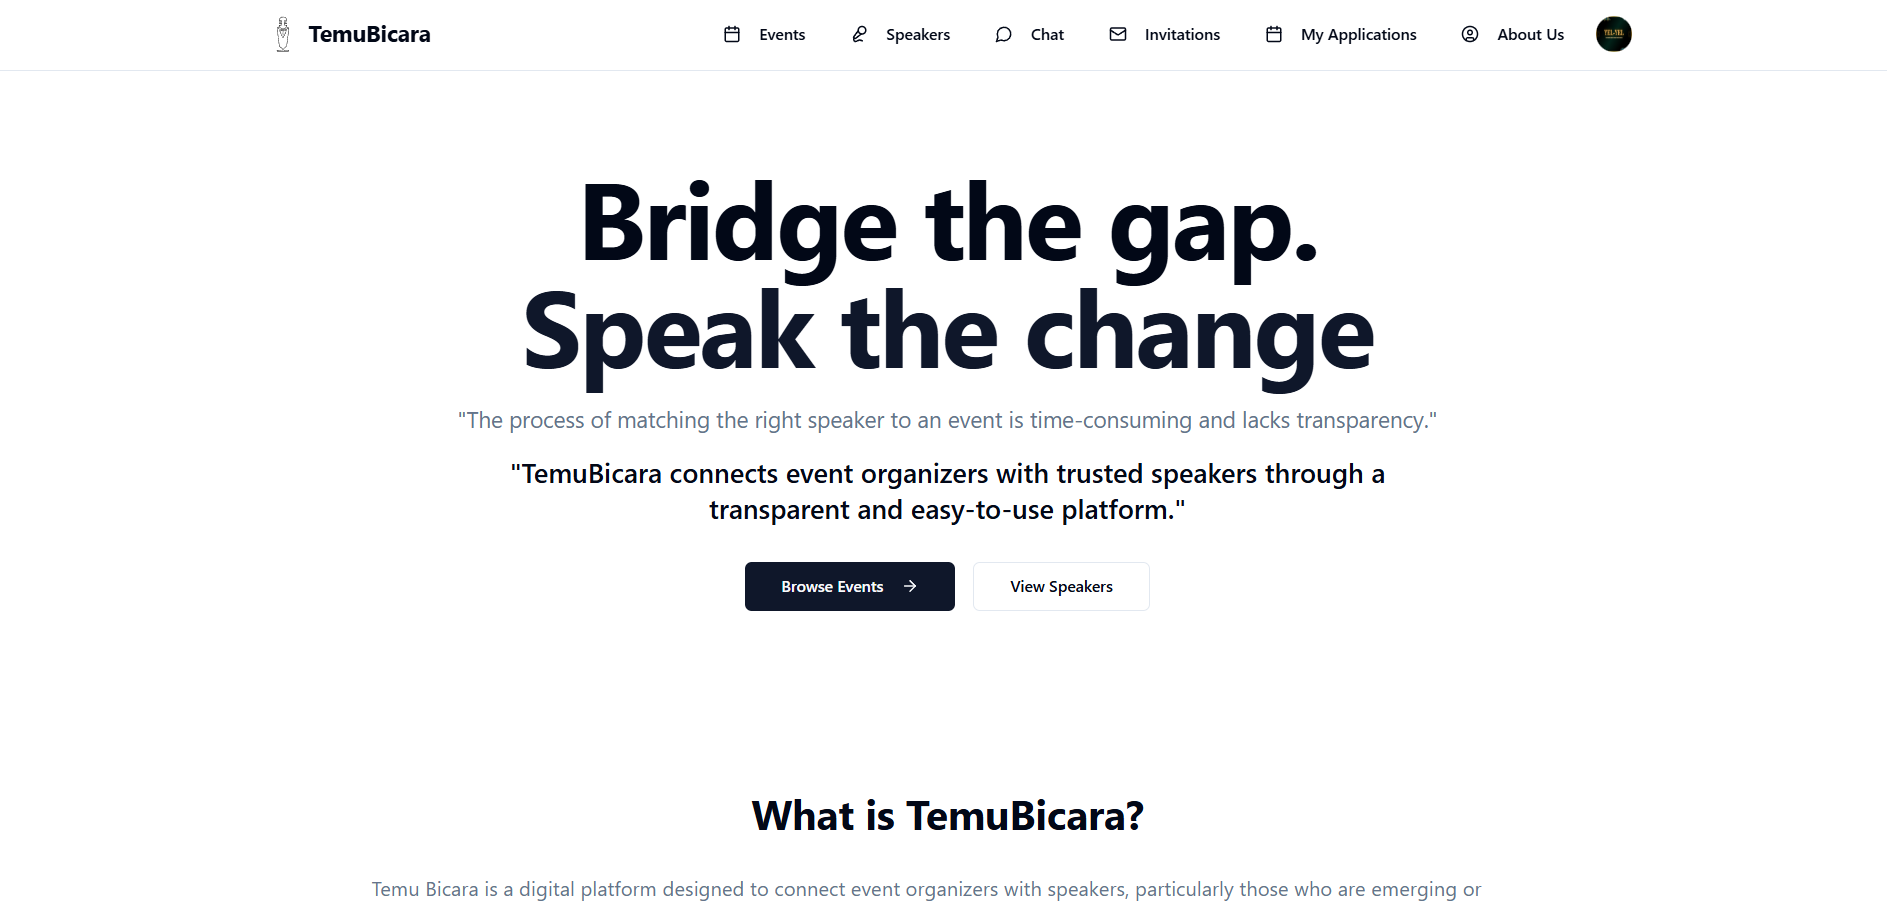 TemuBicara
Events
Speakers
Chat
Invitations
My Applications
About Us
YEL-YEL
Bridge the gap.
Speak the change
"The process of matching the right speaker to an event is time-consuming and lacks transparency."
"TemuBicara connects event organizers with trusted speakers through a
transparent and easy-to-use platform."
Browse Events
View Speakers
What is TemuBicara?
Temu Bicara is a digital platform designed to connect event organizers with speakers, particularly those who are emerging or